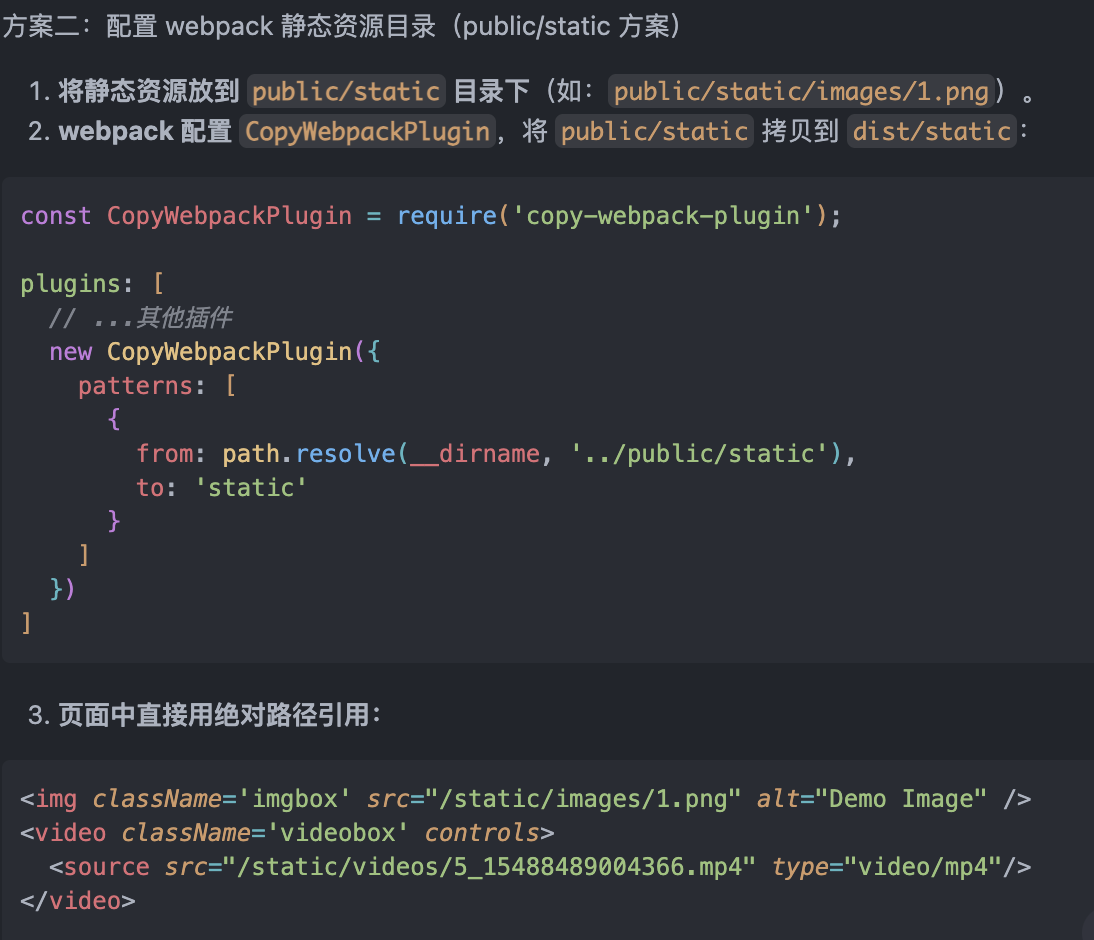 方案二：配置 webpack 静态资源目录（public/static 方案）
1. 将静态资源放到 public/static 目录下（如：public/static/images/1.png）。
2. webpack 配置 CopyWebpackPlugin，将 public/static 拷贝到 dist/static：
const CopyWebpackPlugin = require('copy-webpack-plugin');
plugins: [
  // ...其他插件
  new CopyWebpackPlugin({
    patterns: [
      {
        from: path.resolve(__dirname, '../public/static'),
        to: 'static'
      }
    ]
  })
]
3. 页面中直接用绝对路径引用：
<img className='imgbox' src="/static/images/1.png" alt="Demo Image" />
<video className='videobox' controls>
  <source src="/static/videos/5_15488489004366.mp4" type="video/mp4"/>
</video>